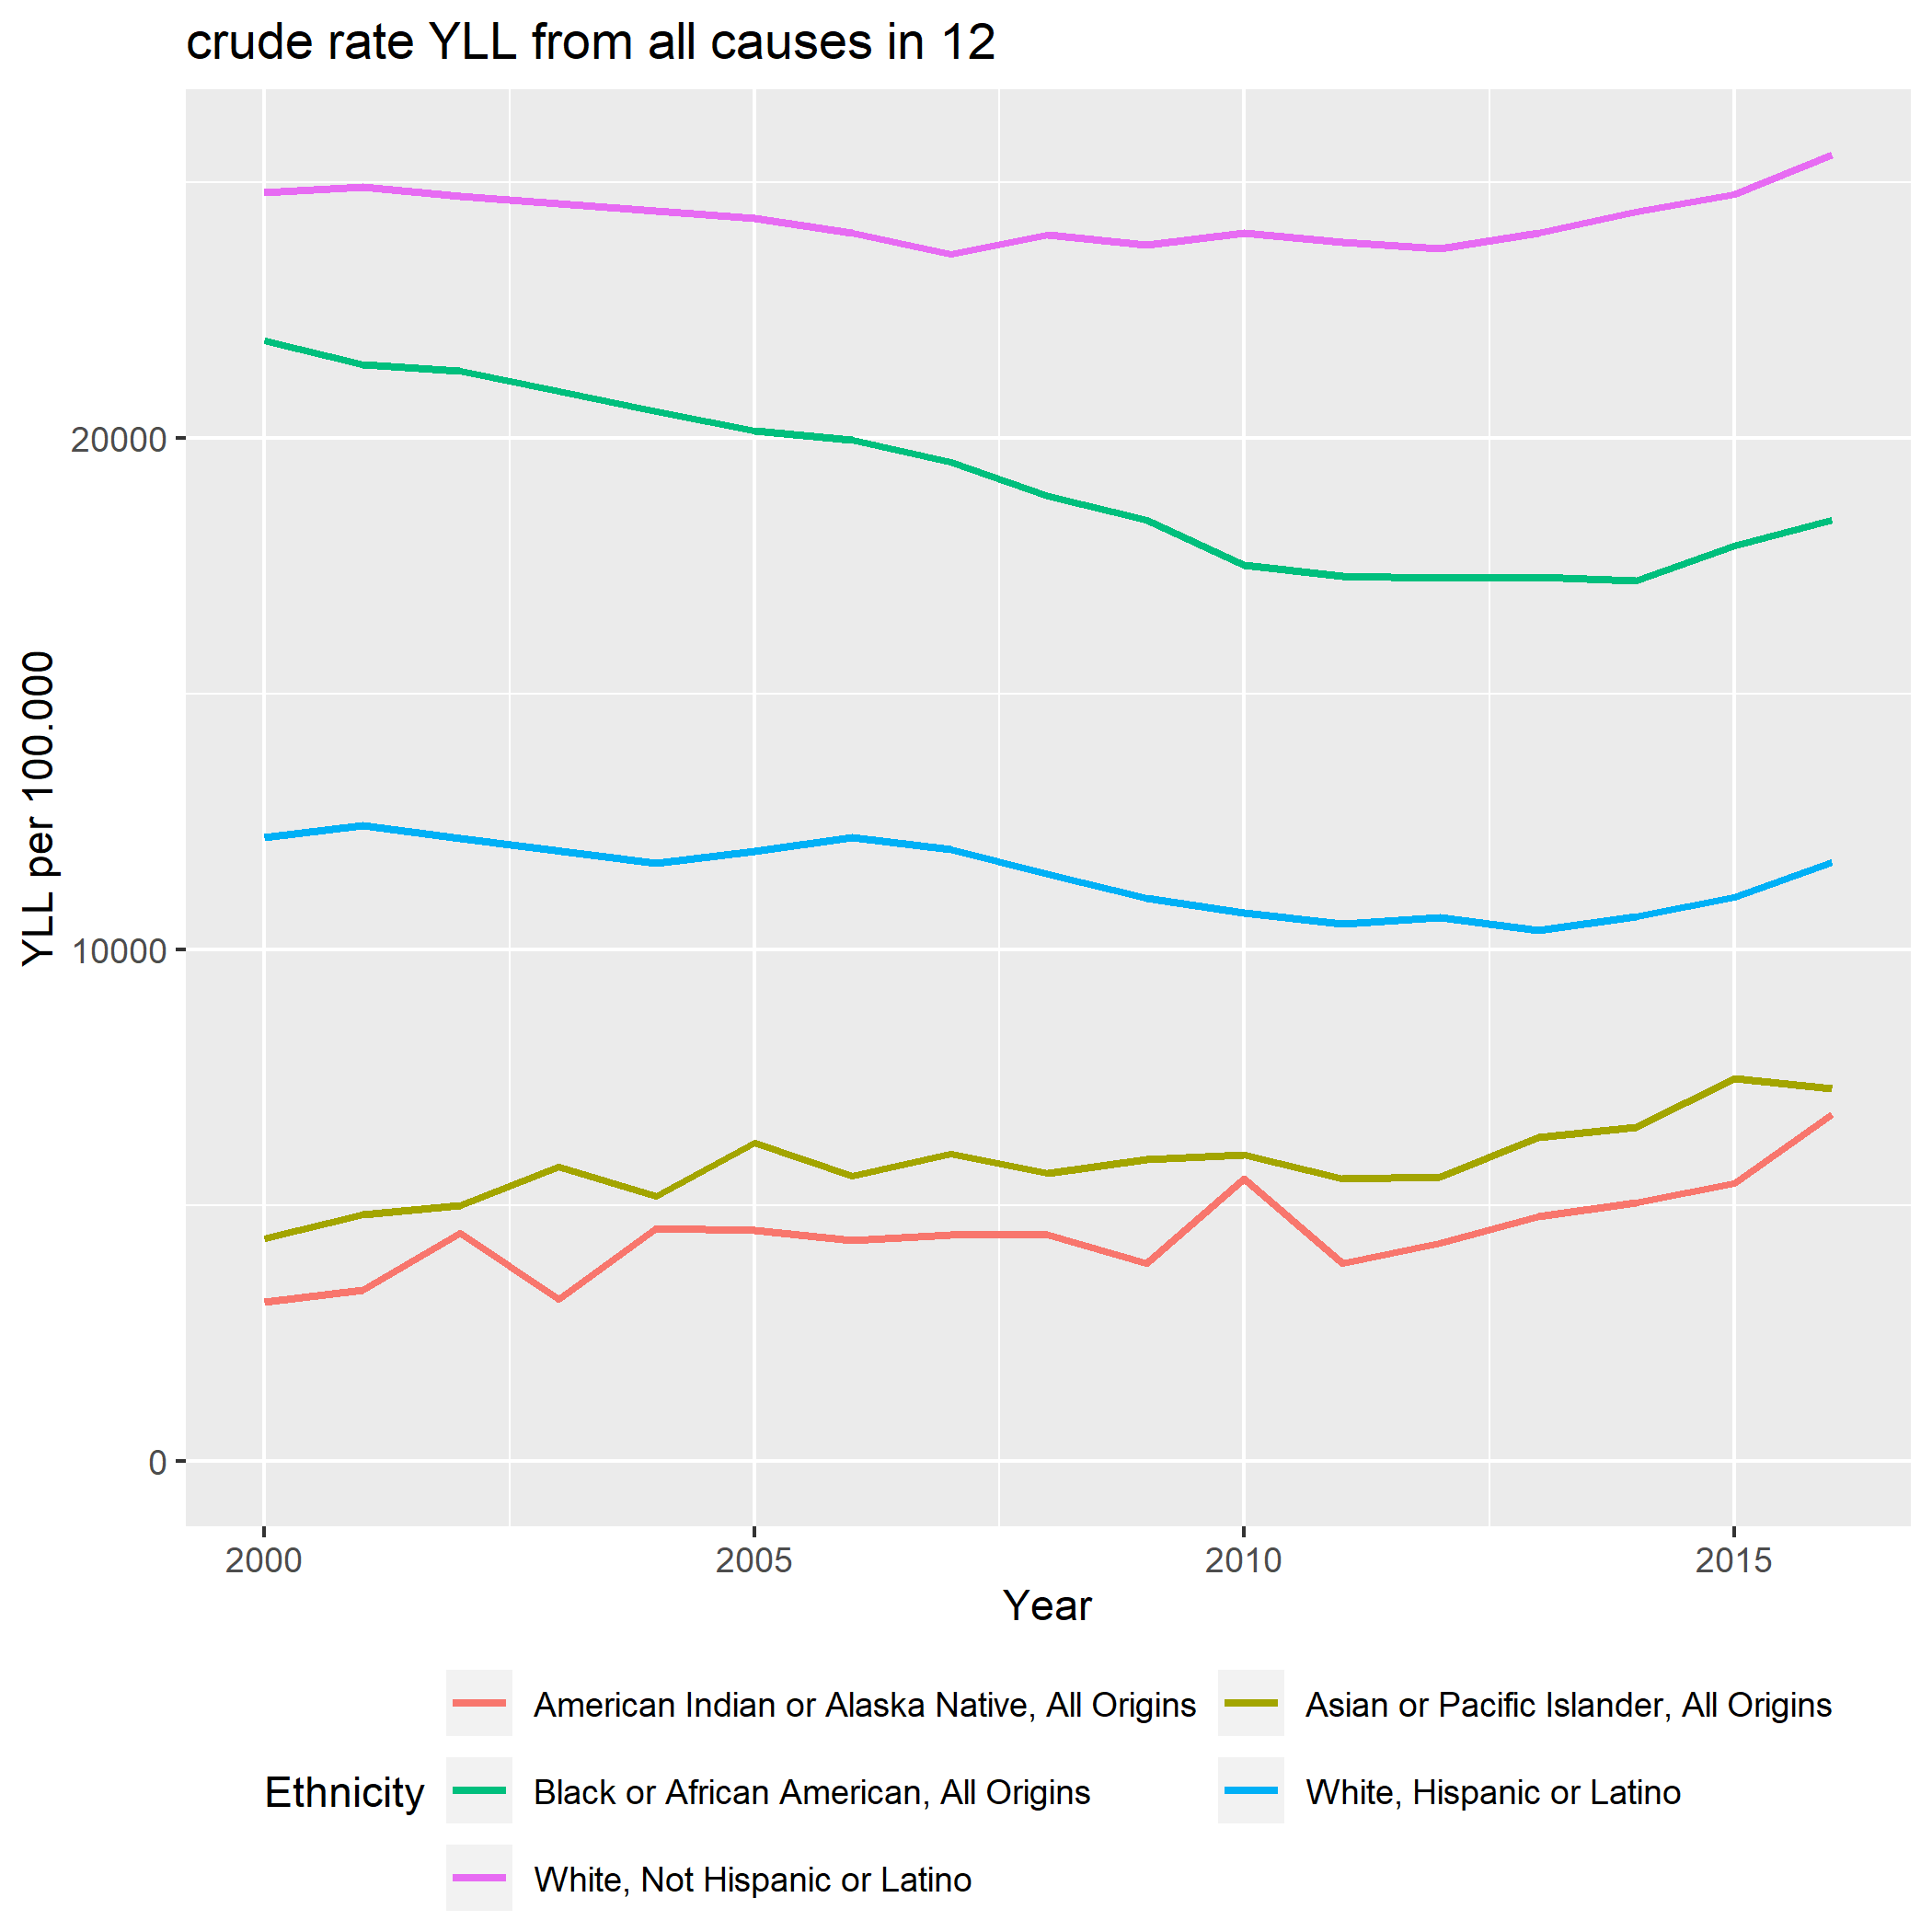 crude rate YLL from all causes in 12
YLL per 100.000
20000
10000
0
2000 2005 2010 2015
Year
Ethnicity
American Indian or Alaska Native, All Origins
Asian or Pacific Islander, All Origins
Black or African American, All Origins
White, Hispanic or Latino
White, Not Hispanic or Latino